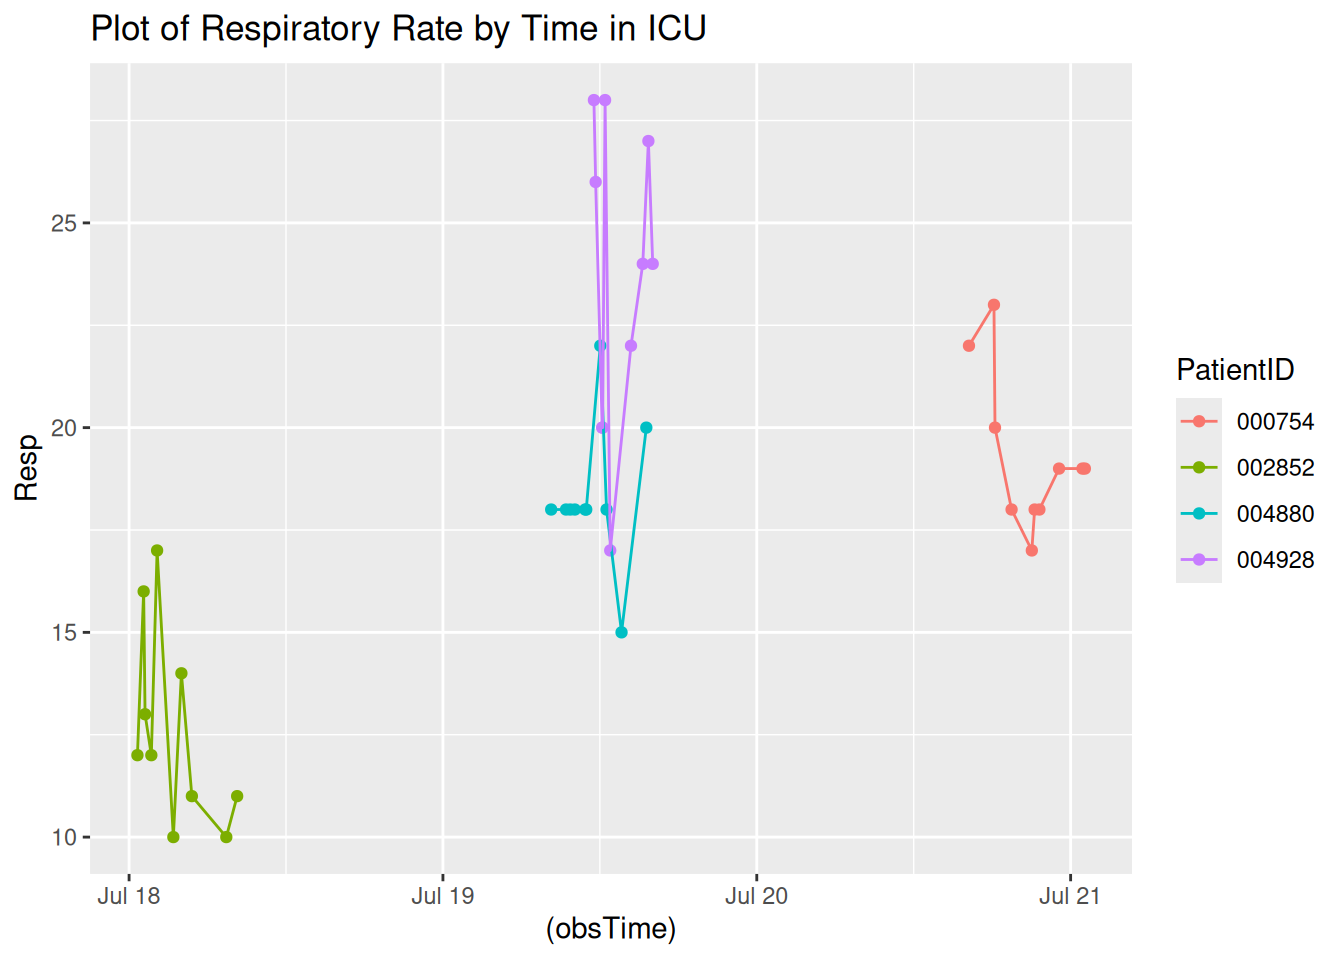 Plot of Respiratory Rate by Time in ICU
Resp
25
20
15
10
Jul 18 Jul 19 Jul 20 Jul 21
(obsTime)
PatientID
000754
002852
004880
004928